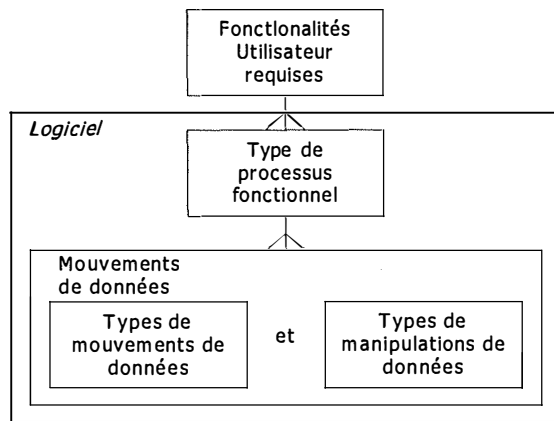 Fonctlonalités
Utilisateur
requises
Logiciel
Type de
processus
fonctionnel
Mouvements
de données
Types de
mouvements de
données
et
Types de
manipulations de
données